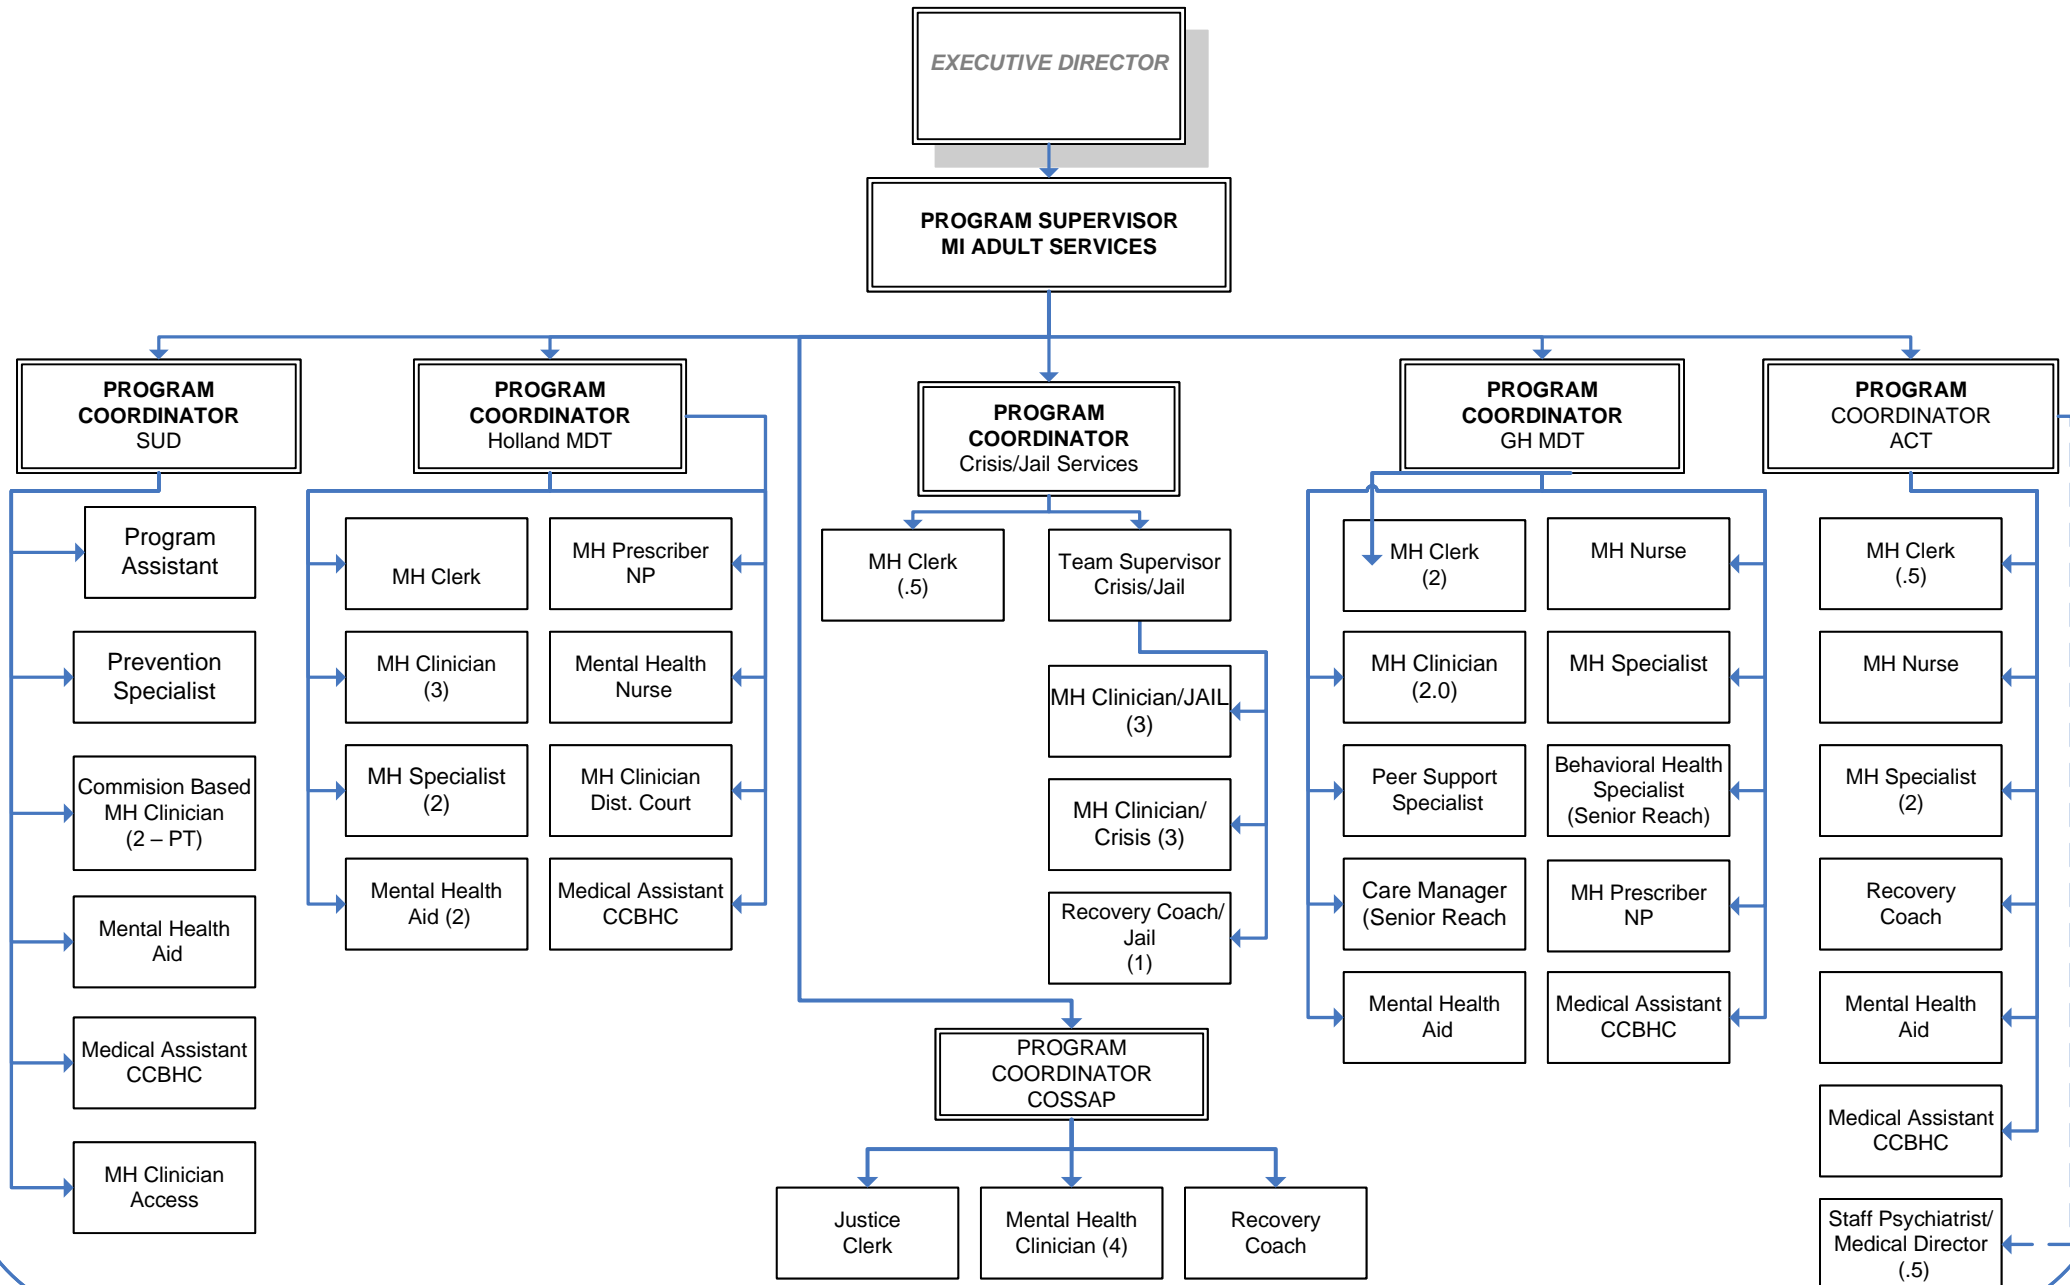 EXECUTIVE DIRECTOR
PROGRAM SUPERVISOR
MI ADULT SERVICES
PROGRAM
COORDINATOR
SUD
PROGRAM
COORDINATOR
Holland MDT
PROGRAM
COORDINATOR
Crisis/Jail Services
PROGRAM
COORDINATOR
GH MDT
PROGRAM
COORDINATOR
ACT
Program
Assistant
Prevention
Specialist
Commision Based
MH Clinician
(2 – PT)
Mental Health
Aid
Medical Assistant
CCBHC
MH Clinician
Access
MH Clerk
MH Clinician
(3)
MH Specialist
(2)
Mental Health
Aid (2)
MH Prescriber
NP
Mental Health
Nurse
MH Clinician
Dist. Court
Medical Assistant
CCBHC
MH Clerk
(.5)
Team Supervisor
Crisis/Jail
MH Clinician/JAIL
(3)
MH Clinician/
Crisis (3)
Recovery Coach/
Jail
(1)
PROGRAM
COORDINATOR
COSSAP
Justice
Clerk
Mental Health
Clinician (4)
Recovery
Coach
MH Clerk
(2)
MH Clinician
(2.0)
Peer Support
Specialist
Care Manager
(Senior Reach
Mental Health
Aid
MH Nurse
MH Specialist
Behavioral Health
Specialist
(Senior Reach)
MH Prescriber
NP
Medical Assistant
CCBHC
MH Clerk
(.5)
MH Nurse
MH Specialist
(2)
Recovery
Coach
Mental Health
Aid
Medical Assistant
CCBHC
Staff Psychiatrist/
Medical Director
(.5)